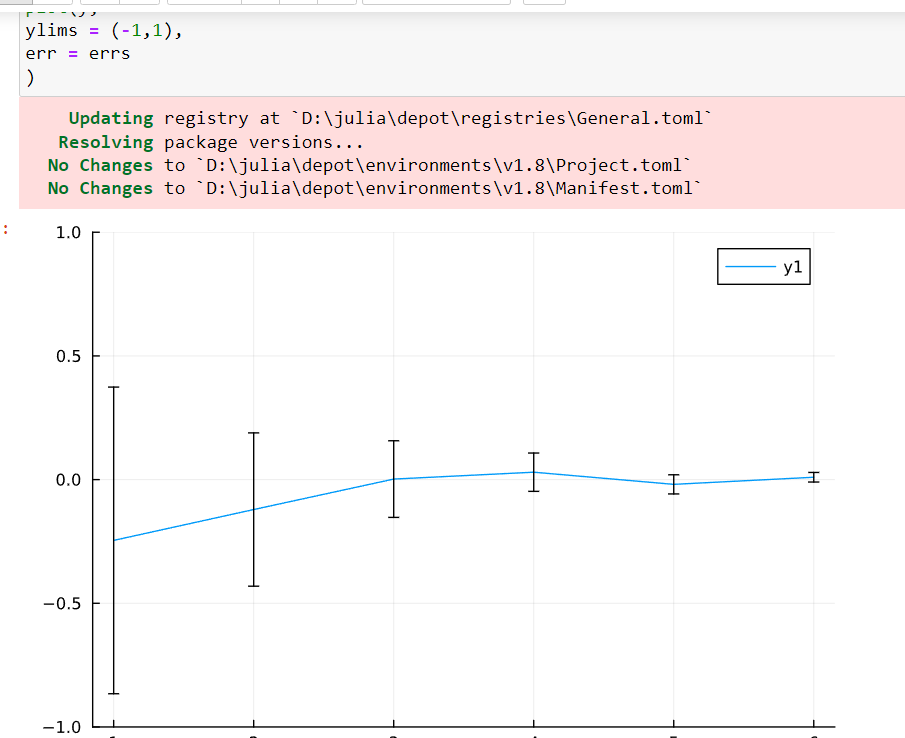 ylims = (-1,1),
err = errs
)
Updating registry at `D:\julia\depot\registries\General.toml`
Resolving package versions...
No Changes to `D:\julia\depot\environments\v1.8\Project.toml`
No Changes to `D:\julia\depot\environments\v1.8\Manifest.toml`
:
1.0
y1
0.5
0.0
−0.5
−1.0